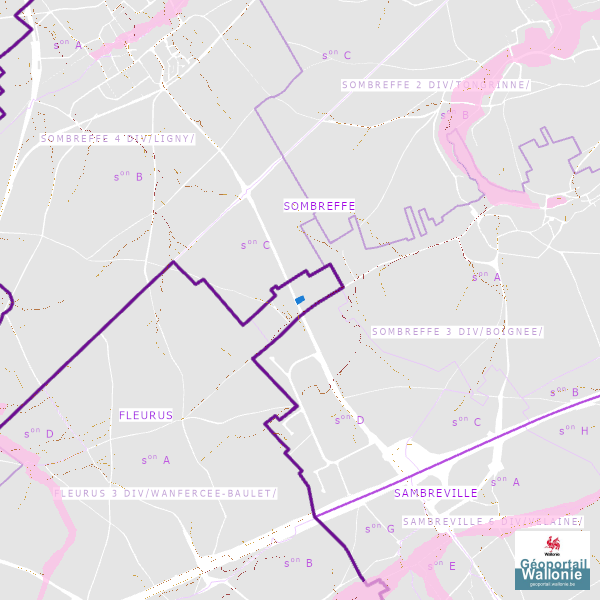 sᵒⁿ A
sᵒⁿ C
SOMBREFFE 2 DIV/TONGRINNE/
sᵒⁿ B
SOMBREFFE 4 DIV/LIGNY/
sᵒⁿ B
SOMBREFFE
sᵒⁿ C
sᵒⁿ A
SOMBREFFE 3 DIV/BOIGNEE/
sᵒⁿ B
FLEURUS
sᵒⁿ D
sᵒⁿ C
sᵒⁿ D
sᵒⁿ H
sᵒⁿ A
sᵒⁿ A
FLEURUS 3 DIV/WANFERCEE-BAULET/
SAMBREVILLE
sᵒⁿ G
SAMBREVILLE 6 DIV/VELAINE/
sᵒⁿ B
sᵒⁿ E
Wallonie
Géoportail
Wallonie
geoportail.wallonie.be